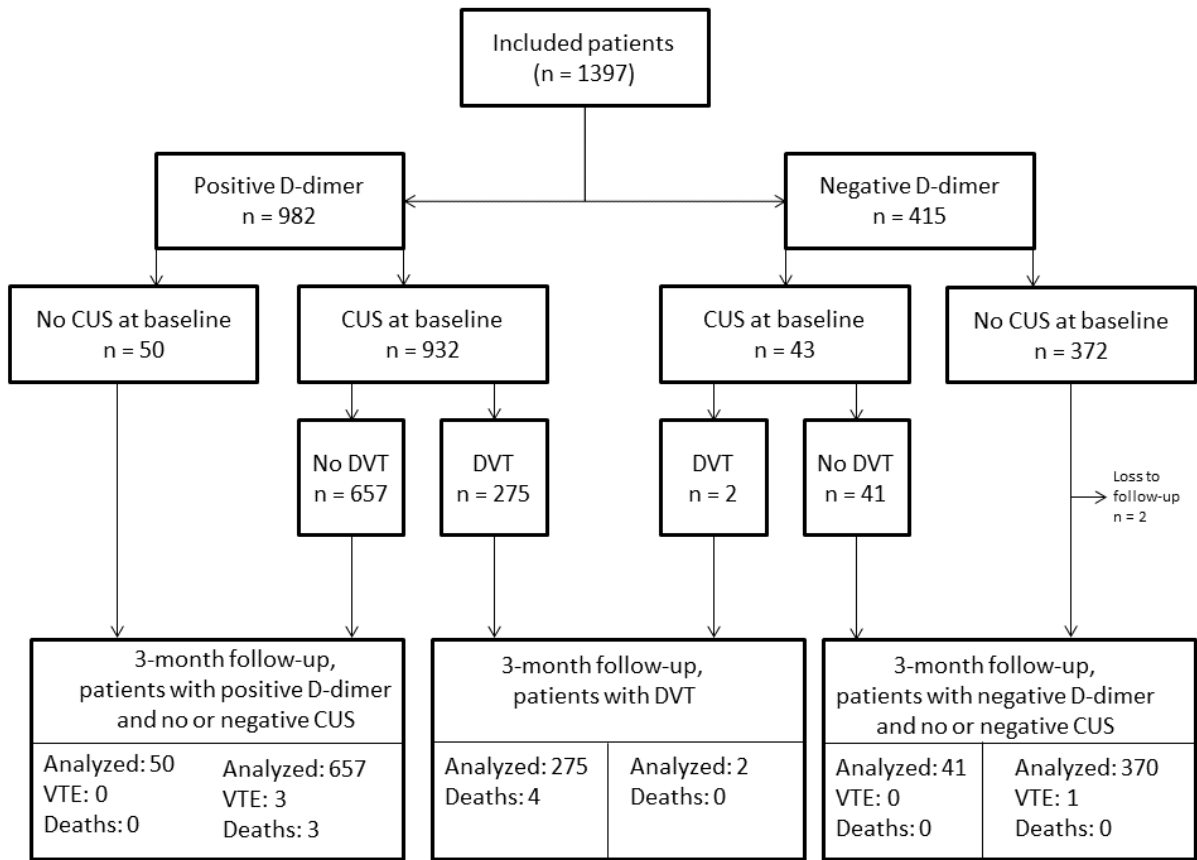 Included patients
(n = 1397)
Positive D-dimer
n = 982
Negative D-dimer
n = 415
No CUS at baseline
n = 50
CUS at baseline
n = 932
CUS at baseline
n = 43
No CUS at baseline
n = 372
No DVT
n = 657
DVT
n = 275
DVT
n = 2
No DVT
n = 41
Loss to
follow-up
n = 2
3-month follow-up,
patients with positive D-dimer
and no or negative CUS
Analyzed: 50
VTE: 0
Deaths: 0
Analyzed: 657
VTE: 3
Deaths: 3
3-month follow-up,
patients with DVT
Analyzed: 275
Deaths: 4
Analyzed: 2
Deaths: 0
3-month follow-up,
patients with negative D-dimer
and no or negative CUS
Analyzed: 41
VTE: 0
Deaths: 0
Analyzed: 370
VTE: 1
Deaths: 0